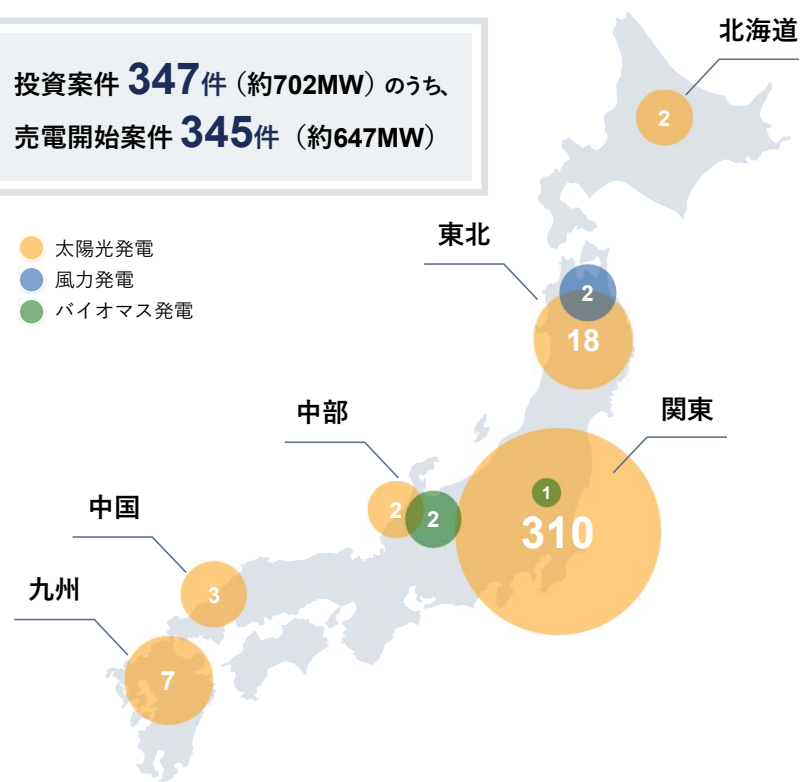 投資案件 347件（約702MW）のうち、
売電開始案件 345件（約647MW）
北海道
2
太陽光発電
風力発電
バイオマス発電
東北
2
18
中部
関東
2
2
1
310
中国
3
九州
7